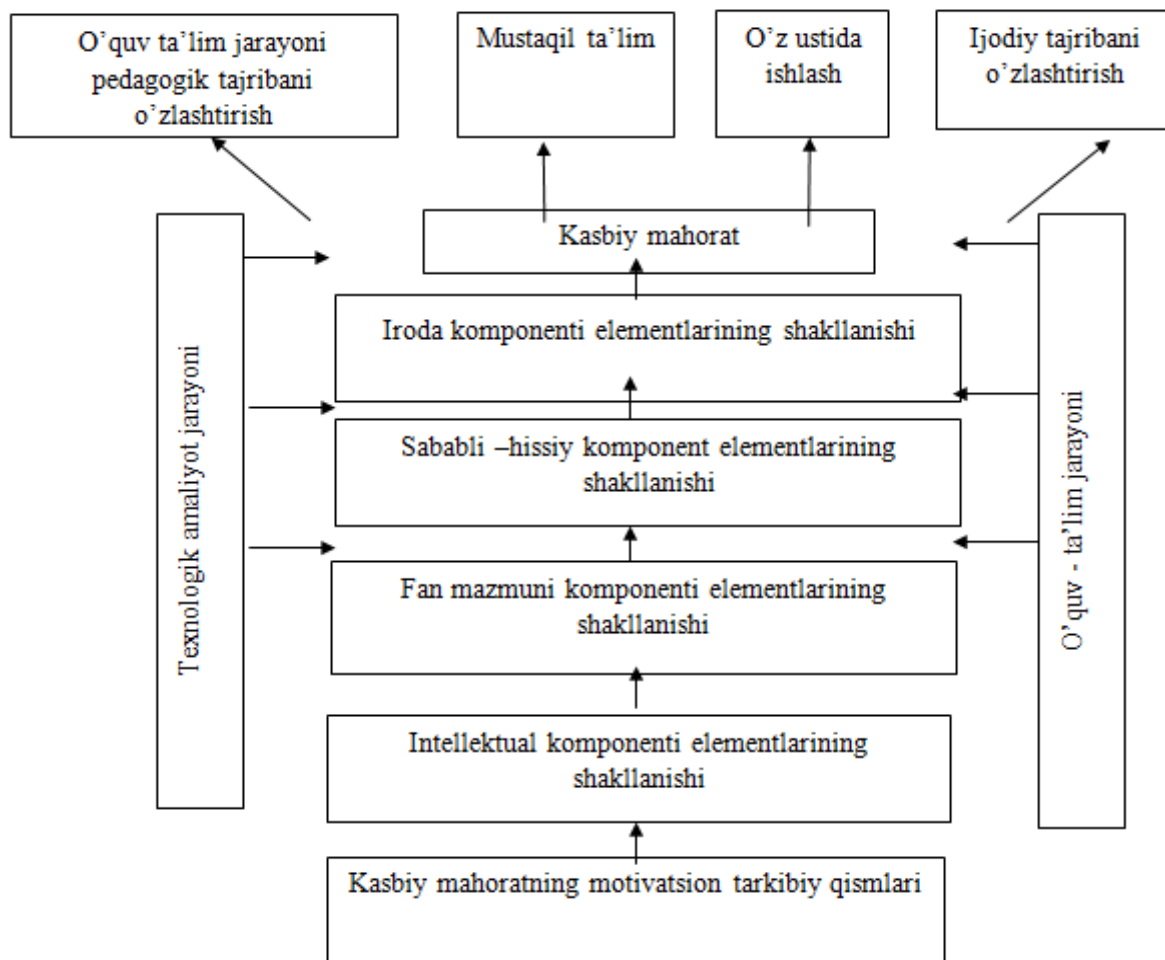 O’quv ta’lim jarayoni
pedagogik tajribani
o’zlashtirish
Mustaqil ta’lim
O’z ustida
ishlash
Ijodiy tajribani
o’zlashtirish
Kasbiy mahorat
Iroda komponenti elementlarining shakllanishi
Sababli –hissiy komponent elementlarining
shakllanishi
Fan mazmuni komponenti elementlarining
shakllanishi
Intellektual komponenti elementlarining
shakllanishi
Kasbiy mahoratning motivatsion tarkibiy qismlari
Texnologik amaliyot jarayoni
O’quv - ta’lim jarayoni